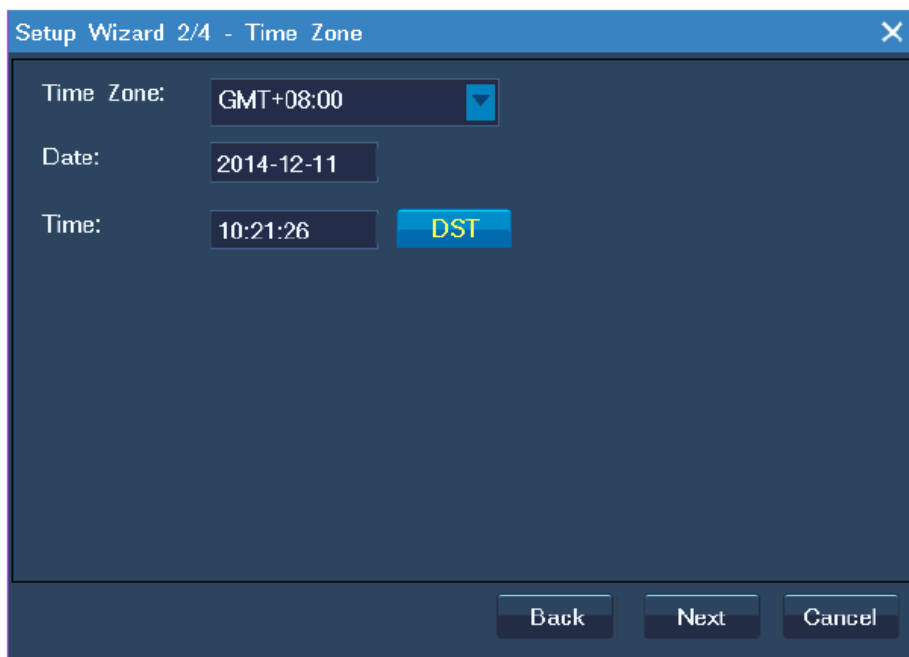 Setup Wizard 2/4 - Time Zone
Time Zone: GMT+08:00
Date: 2014-12-11
Time: 10:21:26 DST
Back Next Cancel